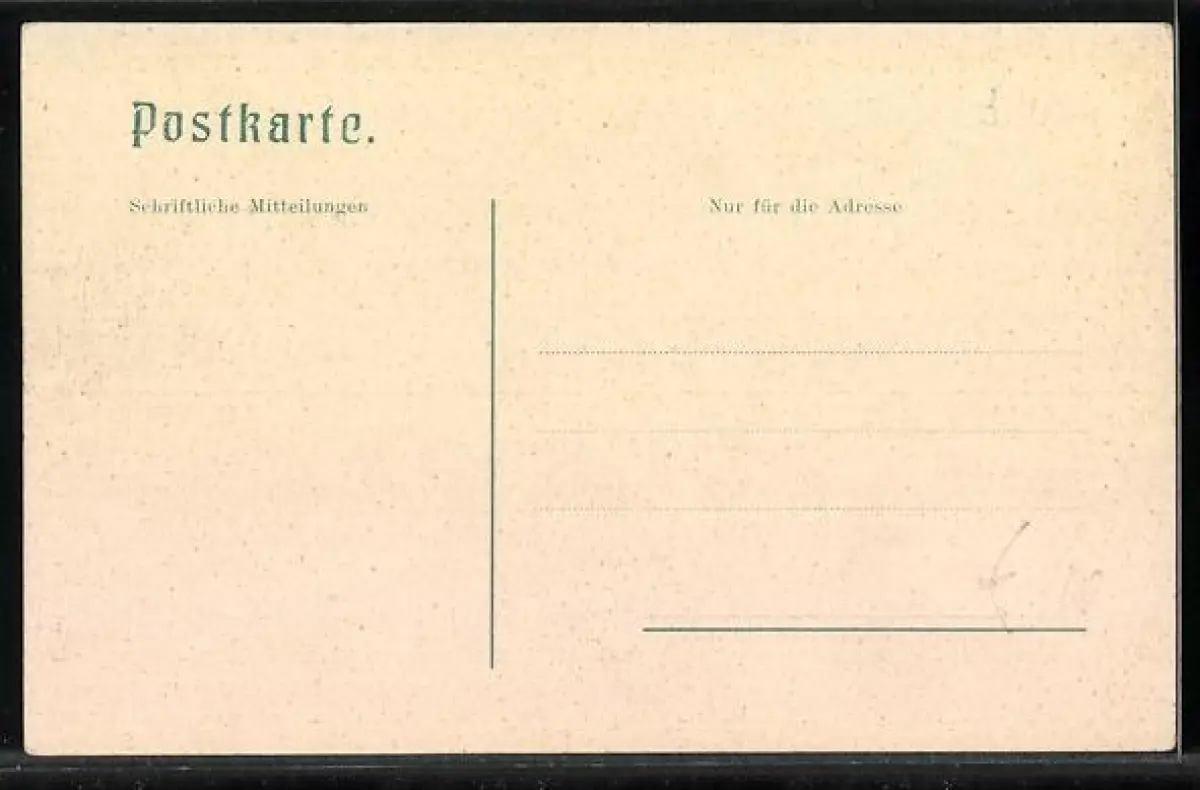 Postkarte.
Schriftliche Mitteilungen
Nur für die Adresse